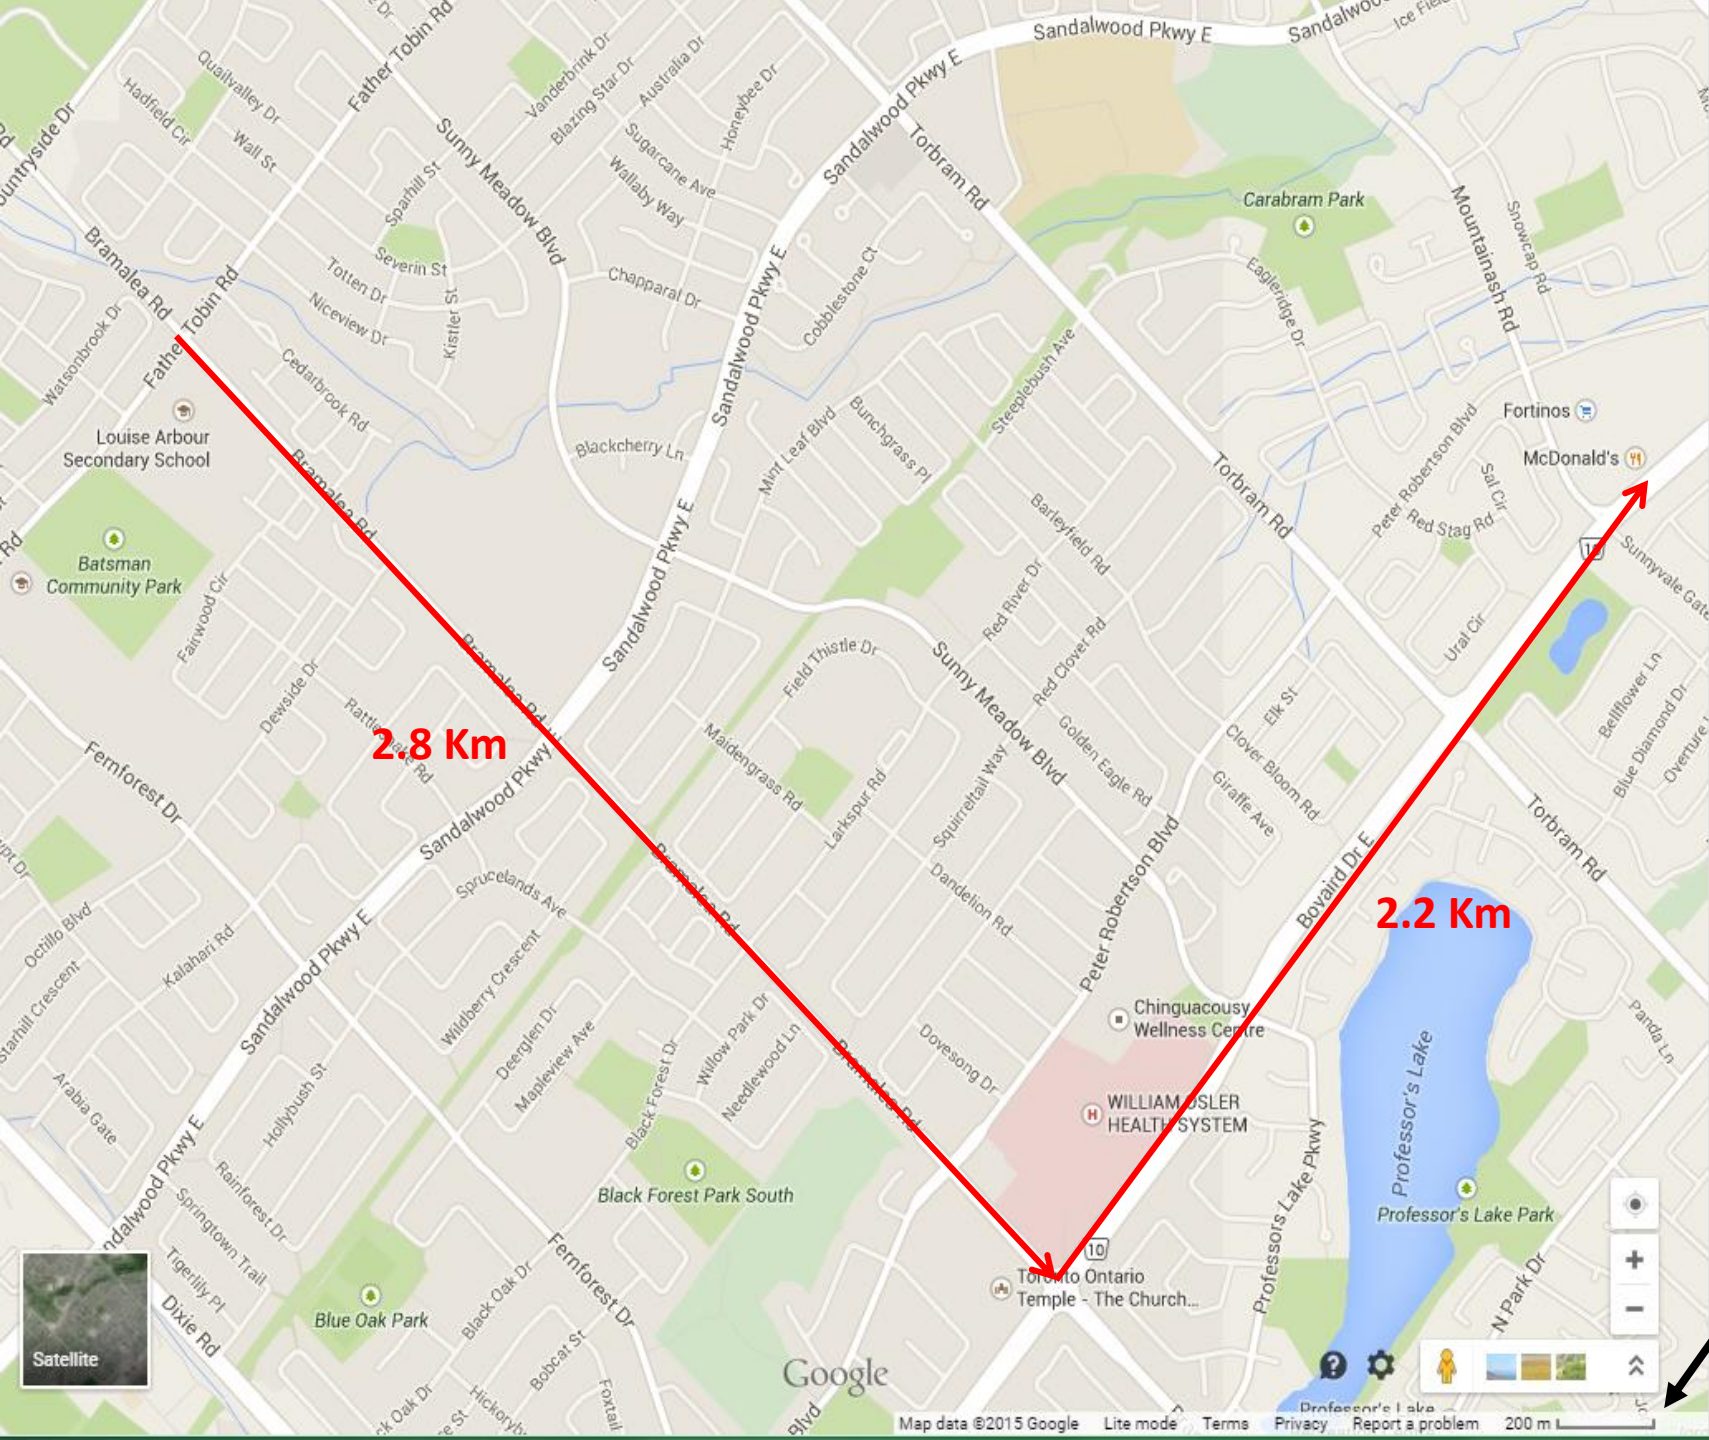 Sandalwood Pkwy E
Father Tobin Rd
Quailvalley Dr
Hadfield Cir
Wall St
Vanderbrink Dr
Blazing Star Dr
Australia Dr
Honeybee Dr
Sunny Meadow Blvd
Sugarcane Ave
Wallaby Way
Sandalwood Pkwy E
Torbram Rd
Sparhill St
Carabram Park
Mountainash Rd
Snowcap Rd
Bramalea Rd
Severin St
Totten Dr
Niceview Dr
Kistler St
Chapparal Dr
Cobblestone Ct
Sandalwood Pkwy E
Eagleridge Dr
Father Tobin Rd
Watsonbrook Dr
Cedarbrook Rd
Steeplebush Ave
Louise Arbour
Secondary School
Bunchgrass Pl
Mint Leaf Blvd
Blackcherry Ln
Fortinos
McDonald's
Peter Robertson Blvd
Sal Cir
Red Stag Rd
Torbram Rd
Bramalea Rd
Barleyfield Rd
Batsman
Community Park
Fairwood Cir
Sandalwood Pkwy E
Red River Dr
Red Clover Rd
Sunnyvale Gate
Ural Cir
Field Thistle Dr
Sunny Meadow Blvd
Bramalea Rd
Dewside Dr
Rattlesnake Rd
2.8 Km
Maidengrass Rd
Larkspur Rd
Squirreltail Way
Golden Eagle Rd
Elk St
Clover Bloom Rd
Giraffe Ave
Bellflower Ln
Blue Diamond Dr
Fernforest Dr
Sandalwood Pkwy
Torbram Rd
Sprucelands Ave
Bramalea Rd
Dandelion Rd
Peter Robertson Blvd
Bovaird Dr E
2.2 Km
Octillo Blvd
Kalahari Rd
Sandalwood Pkwy E
Starhill Crescent
Wildberry Crescent
Deerglen Dr
Mapleview Ave
Willow Park Dr
Needlewood Ln
Black Forest Dr
Bramalea Rd
Dovesong Dr
Chinguacousy
Wellness Centre
Professor's Lake
Panda Ln
Arabia Gate
Hollybush St
WILLIAM OSLER
HEALTH SYSTEM
Professors Lake Pkwy
Black Forest Park South
Professor's Lake Park
Rainforest Dr
Springtown Trail
Tigerlily Pl
Dixie Rd
Blue Oak Park
Black Oak Dr
Fernforest Dr
10
Toronto Ontario
Temple - The Church...
N Park Dr
Satellite
Bobcat St
Foxtail
Google
Professor's Lake
Map data ©2015 Google Lite mode Terms Privacy Report a problem 200 m